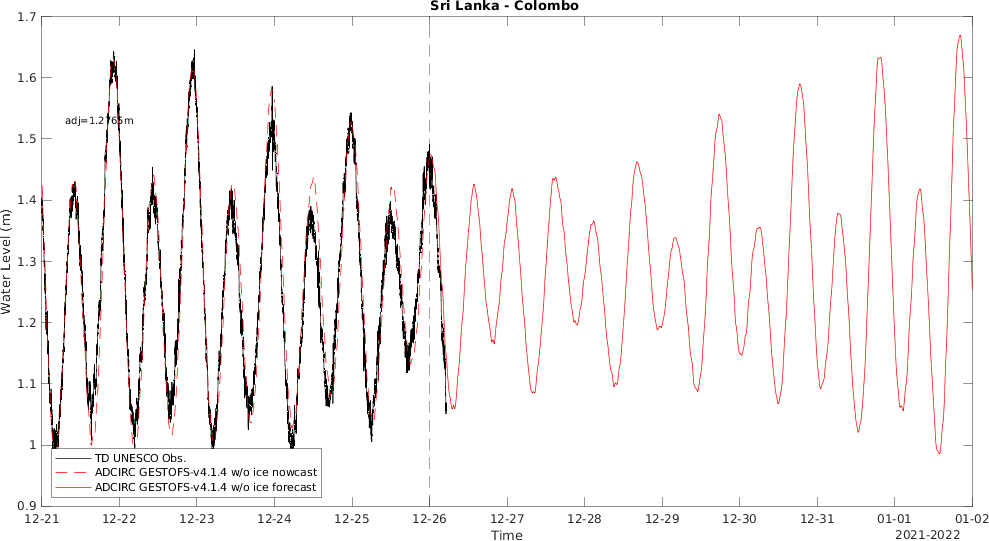 Sri Lanka - Colombo
1.7
1.6
1.5
1.4
1.3
1.2
1.1
1
0.9
Water Level (m)
adj=1.2765m
TD UNESCO Obs.
ADCIRC GESTOFS-v4.1.4 w/o ice nowcast
ADCIRC GESTOFS-v4.1.4 w/o ice forecast
12-21 12-22 12-23 12-24 12-25 12-26 12-27 12-28 12-29 12-30 12-31 01-01 01-02
Time
2021-2022